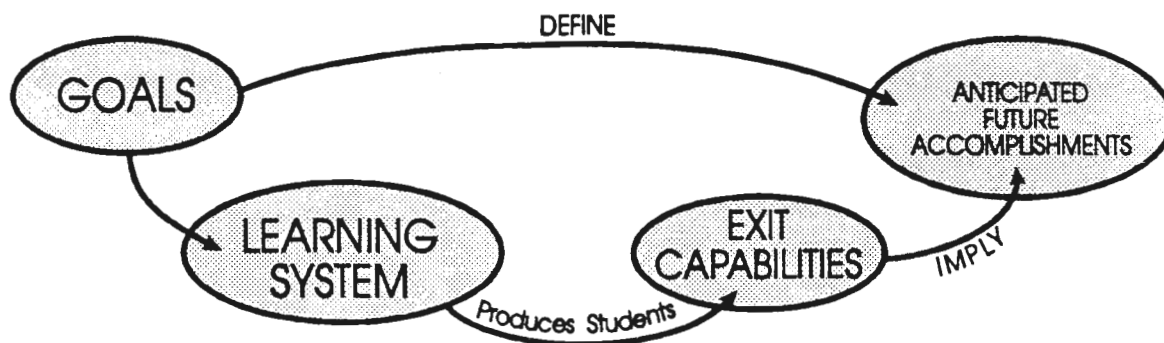 DEFINE
GOALS
ANTICIPATED
FUTURE
ACCOMPLISHMENTS
LEARNING
SYSTEM
EXIT
CAPABILITIES
IMPLY
Produces Students